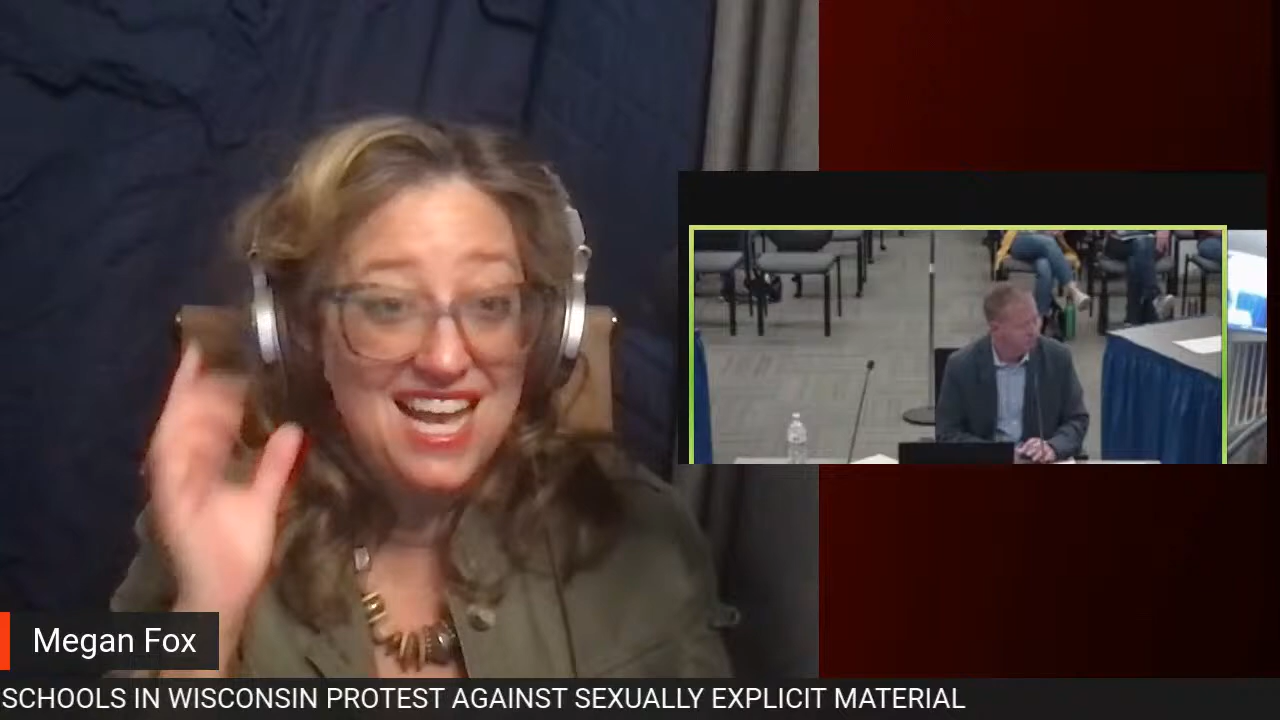 Megan Fox
SCHOOLS IN WISCONSIN PROTEST AGAINST SEXUALLY EXPLICIT MATERIAL